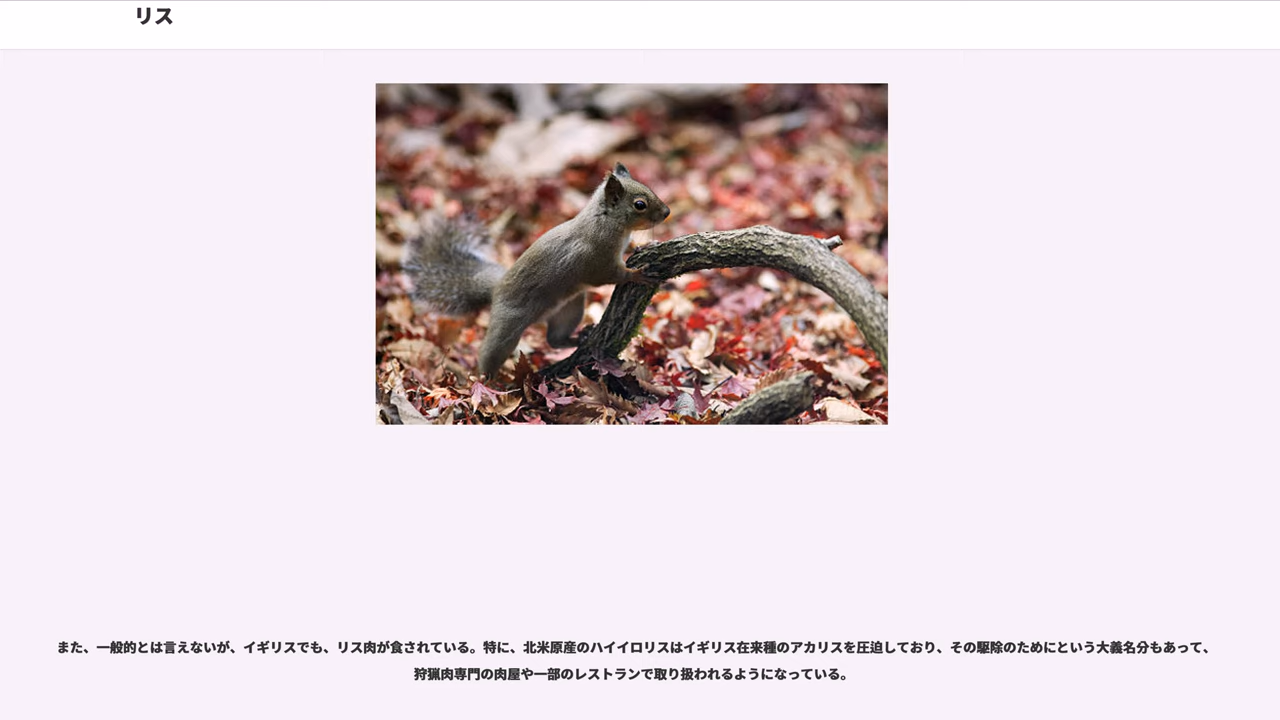 リス
また、一般的とは言えないが、イギリスでも、リス肉が食されている。特に、北米原産のハイイロリスはイギリス在来種のアカリスを圧迫しており、その駆除のためにという大義名分もあって、
狩猟肉専門の肉屋や一部のレストランで取り扱われるようになっている。